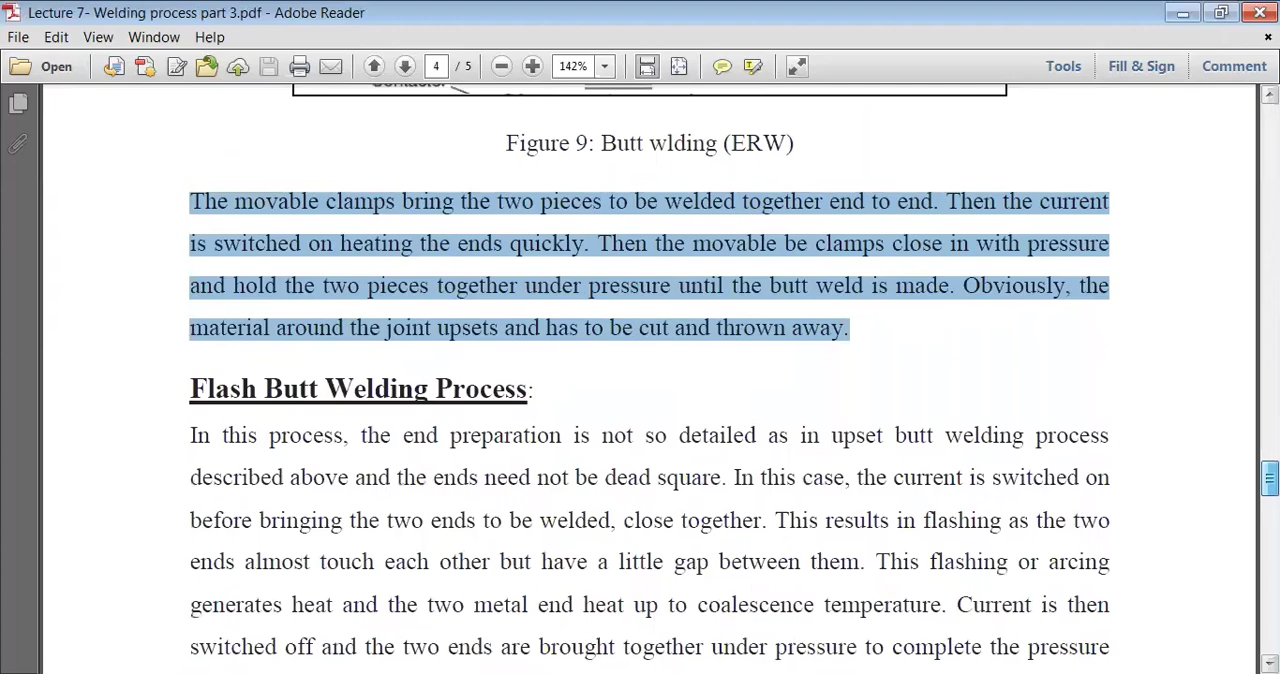 Lecture 7- Welding process part 3.pdf - Adobe Reader
File Edit View Window Help
Open 4 / 5 142% Tools Fill & Sign Comment
Figure 9: Butt wlding (ERW)
The movable clamps bring the two pieces to be welded together end to end. Then the current
is switched on heating the ends quickly. Then the movable be clamps close in with pressure
and hold the two pieces together under pressure until the butt weld is made. Obviously, the
material around the joint upsets and has to be cut and thrown away.
Flash Butt Welding Process:
In this process, the end preparation is not so detailed as in upset butt welding process
described above and the ends need not be dead square. In this case, the current is switched on
before bringing the two ends to be welded, close together. This results in flashing as the two
ends almost touch each other but have a little gap between them. This flashing or arcing
generates heat and the two metal end heat up to coalescence temperature. Current is then
switched off and the two ends are brought together under pressure to complete the pressure